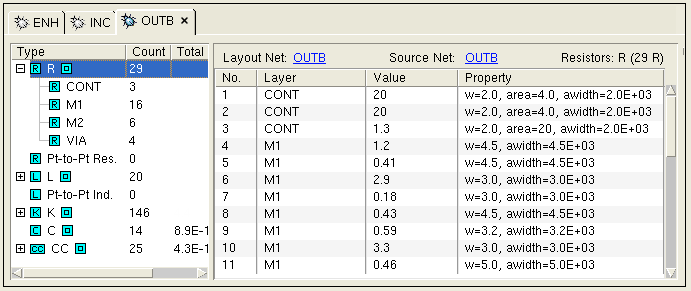 ENH INC OUTB
Type Count Total
R R 29
R CONT 3
R M1 16
R M2 6
R VIA 4
R Pt-to-Pt Res. 0
L L 20
L Pt-to-Pt Ind. 0
K K 146
C C 14 8.9E-1
CC CC 25 4.3E-1
Layout Net: OUTB Source Net: OUTB Resistors: R (29 R)
No. Layer Value Property
1 CONT 20 w=2.0, area=4.0, awidth=2.0E+03
2 CONT 20 w=2.0, area=4.0, awidth=2.0E+03
3 CONT 1.3 w=2.0, area=20, awidth=2.0E+03
4 M1 1.2 w=4.5, awidth=4.5E+03
5 M1 0.41 w=4.5, awidth=4.5E+03
6 M1 2.9 w=3.0, awidth=3.0E+03
7 M1 0.18 w=3.0, awidth=3.0E+03
8 M1 0.43 w=4.5, awidth=4.5E+03
9 M1 0.59 w=3.2, awidth=3.2E+03
10 M1 3.3 w=3.0, awidth=3.0E+03
11 M1 0.46 w=5.0, awidth=5.0E+03